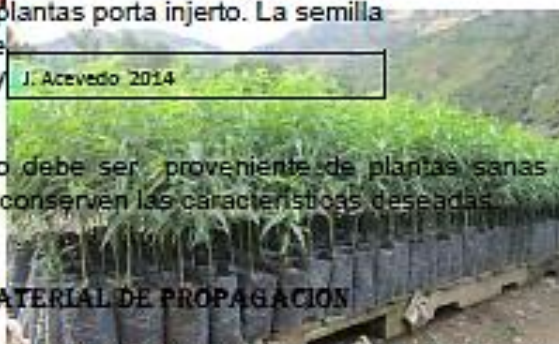 plantas porta injerto. La semilla
e
y
J. Acevedo 2014
o debe ser proveniente de plantas sanas
conserven las características deseadas.
ATERIAL DE PROPAGACIÓN